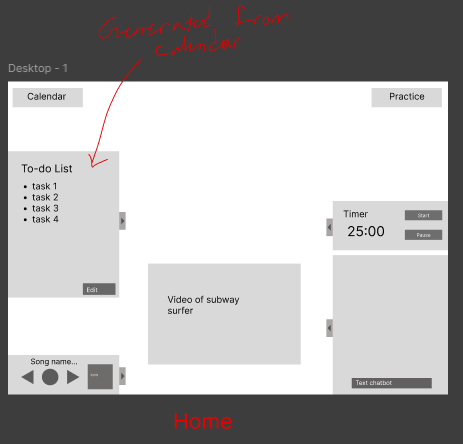 Generated From
Calendar
Desktop - 1
Calendar
Practice
To-do List
task 1
task 2
task 3
task 4
Edit
Timer
25:00
Start
Pause
Video of subway
surfer
Song name...
Text chatbot
Home